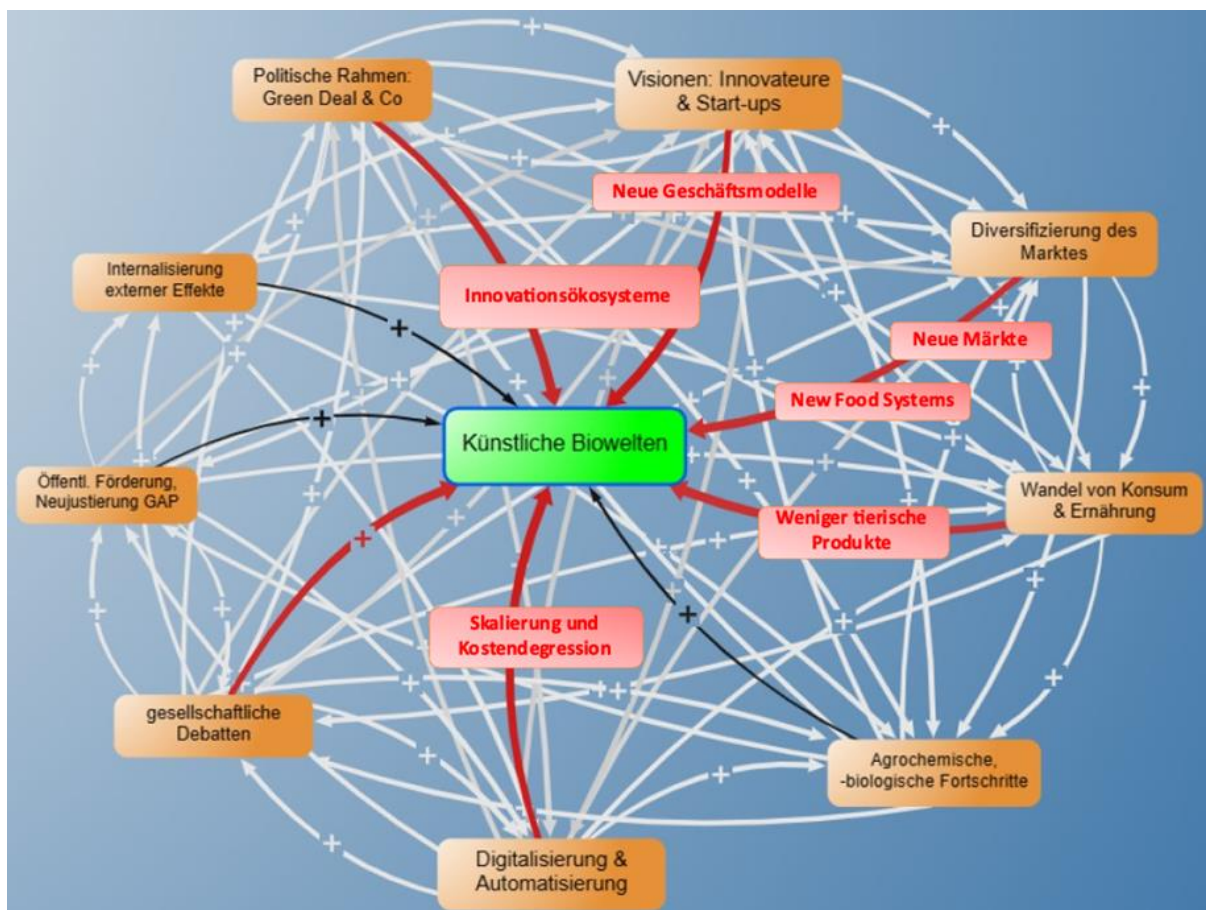 Politische Rahmen:
Green Deal & Co
Visionen: Innovateure
& Start-ups
Neue Geschäftsmodelle
Diversifizierung des
Marktes
Internalisierung
externer Effekte
Innovationsökosysteme
Neue Märkte
New Food Systems
Künstliche Biowelten
Öffentl. Förderung,
Neujustierung GAP
Wandel von Konsum
& Ernährung
Weniger tierische
Produkte
Skalierung und
Kostendegression
gesellschaftliche
Debatten
Agrochemische,
-biologische Fortschritte
Digitalisierung &
Automatisierung